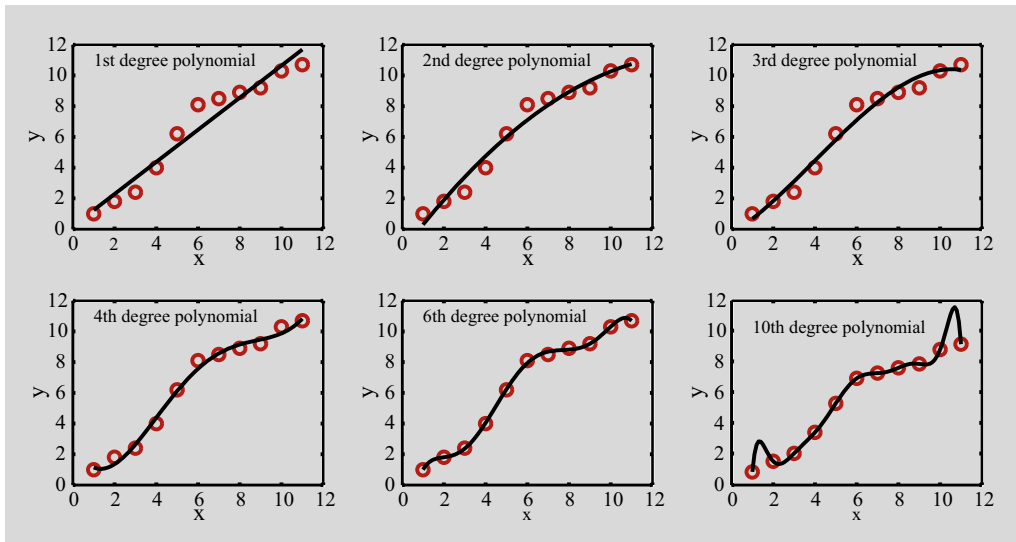 12
10
8
6
4
2
0
y
1st degree polynomial
0 2 4 6 8 10 12
x
12
10
8
6
4
2
0
y
2nd degree polynomial
0 2 4 6 8 10 12
x
12
10
8
6
4
2
0
y
3rd degree polynomial
0 2 4 6 8 10 12
x
12
10
8
6
4
2
0
y
4th degree polynomial
0 2 4 6 8 10 12
x
12
10
8
6
4
2
0
y
6th degree polynomial
0 2 4 6 8 10 12
x
12
10
8
6
4
2
0
y
10th degree polynomial
0 2 4 6 8 10 12
x